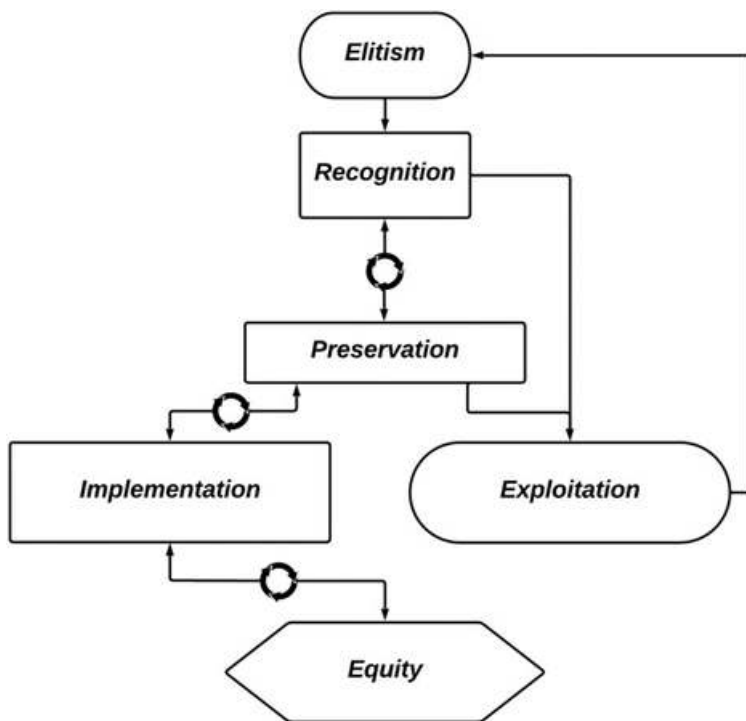 Elitism
Recognition
Preservation
Implementation
Exploitation
Equity